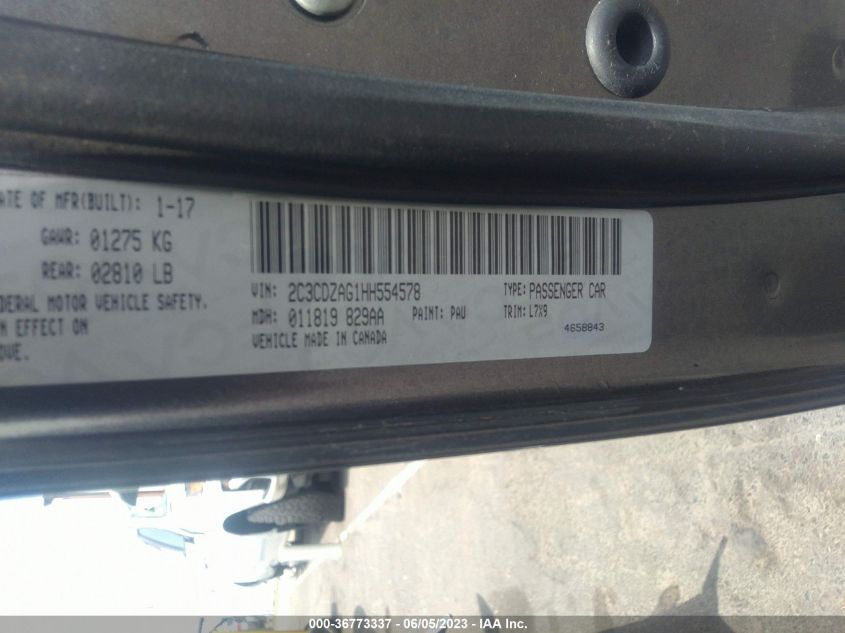 ATE OF MFR(BUILT): 1-17
GAWR: 01275 KG
REAR: 02810 LB
DERAL MOTOR VEHICLE SAFETY.
N EFFECT ON
OVE.
VIN: 2C3CDZAG1HH554578 TYPE: PASSENGER CAR
MDH: 011819 829AA PAINT: PAU TRIM: L7X9
VEHICLE MADE IN CANADA 4658843
000-36773337 - 06/05/2023 - IAA Inc.